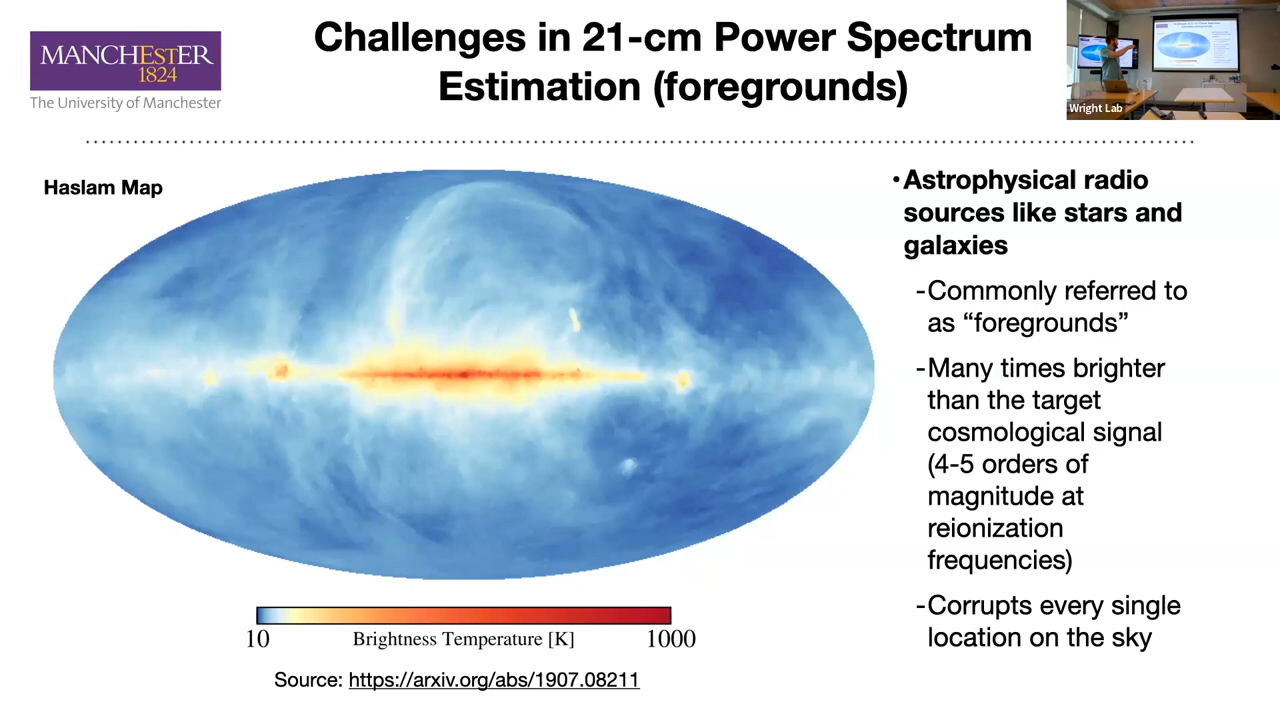 MANCHESTER
1824
The University of Manchester
Challenges in 21-cm Power Spectrum
Estimation (foregrounds)
Wright Lab
Haslam Map
10
Brightness Temperature [K]
1000
Source: https://arxiv.org/abs/1907.08211
•Astrophysical radio
sources like stars and
galaxies
-Commonly referred to
as “foregrounds”
-Many times brighter
than the target
cosmological signal
(4-5 orders of
magnitude at
reionization
frequencies)
-Corrupts every single
location on the sky